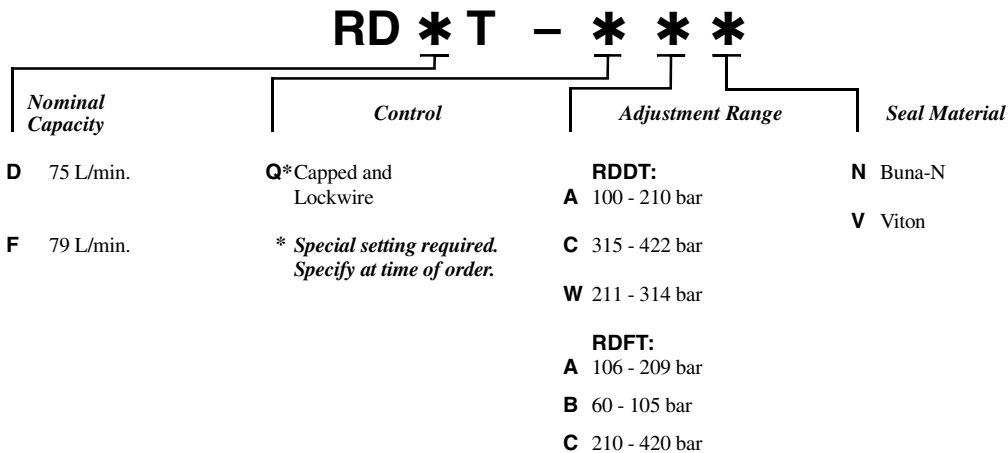 RD ✱ T – ✱ ✱ ✱
Nominal
Capacity
D 75 L/min.
F 79 L/min.
Control
Q* Capped and
Lockwire
* Special setting required.
Specify at time of order.
Adjustment Range
RDDT:
A 100 - 210 bar
C 315 - 422 bar
W 211 - 314 bar
RDFT:
A 106 - 209 bar
B 60 - 105 bar
C 210 - 420 bar
Seal Material
N Buna-N
V Viton